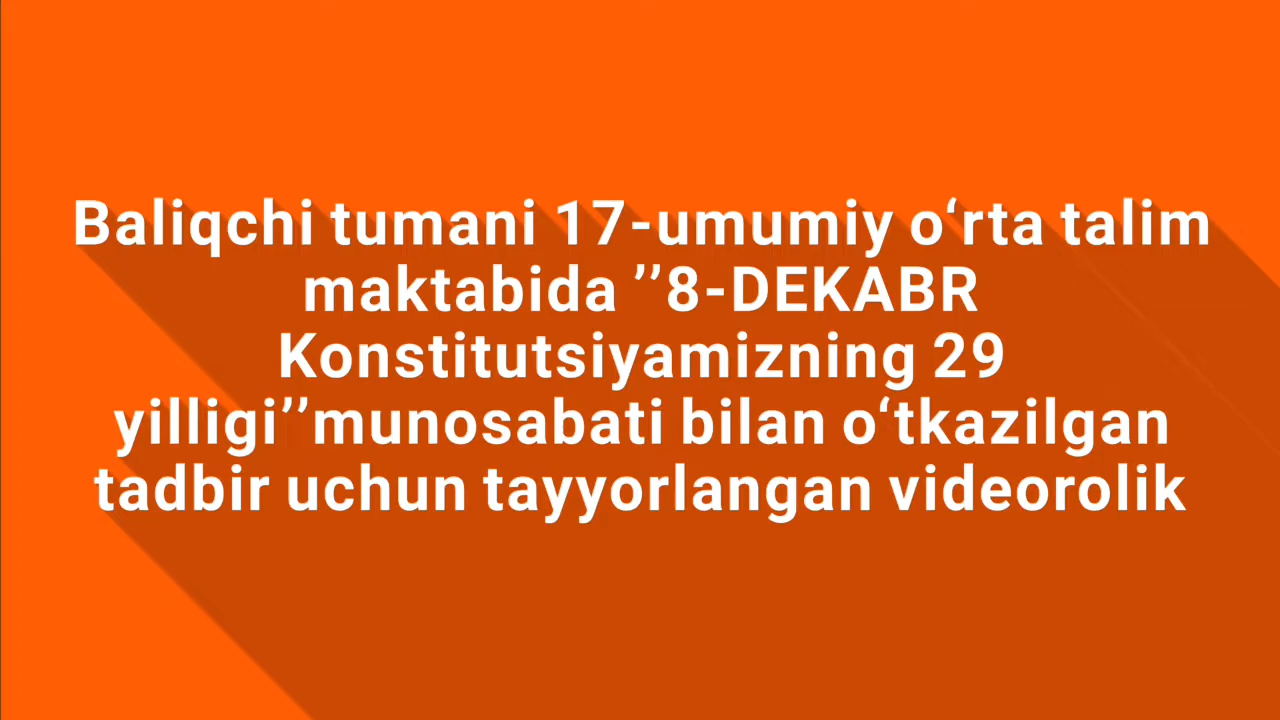 Baliqchi tumani 17-umumiy o‘rta talim
maktabida ’’8-DEKABR
Konstitutsiyamizning 29
yilligi’’munosabati bilan o‘tkazilgan
tadbir uchun tayyorlangan videorolik